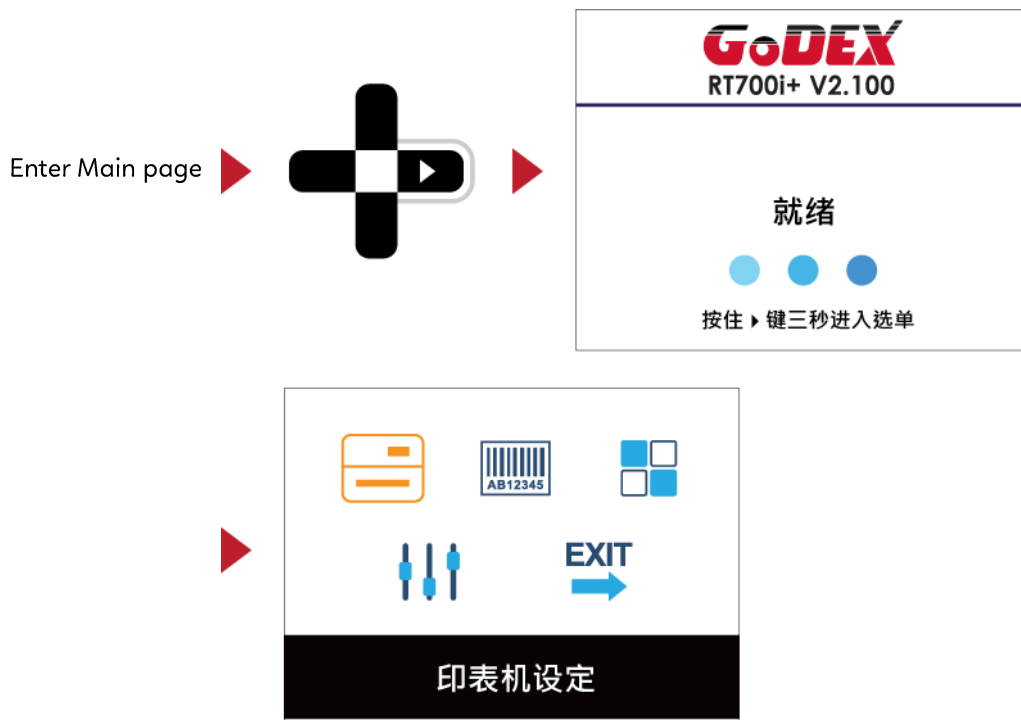 Enter Main page
GoDEX
RT700i+ V2.100
就绪
按住 ▸ 键三秒进入选单
AB12345
EXIT
印表机设定